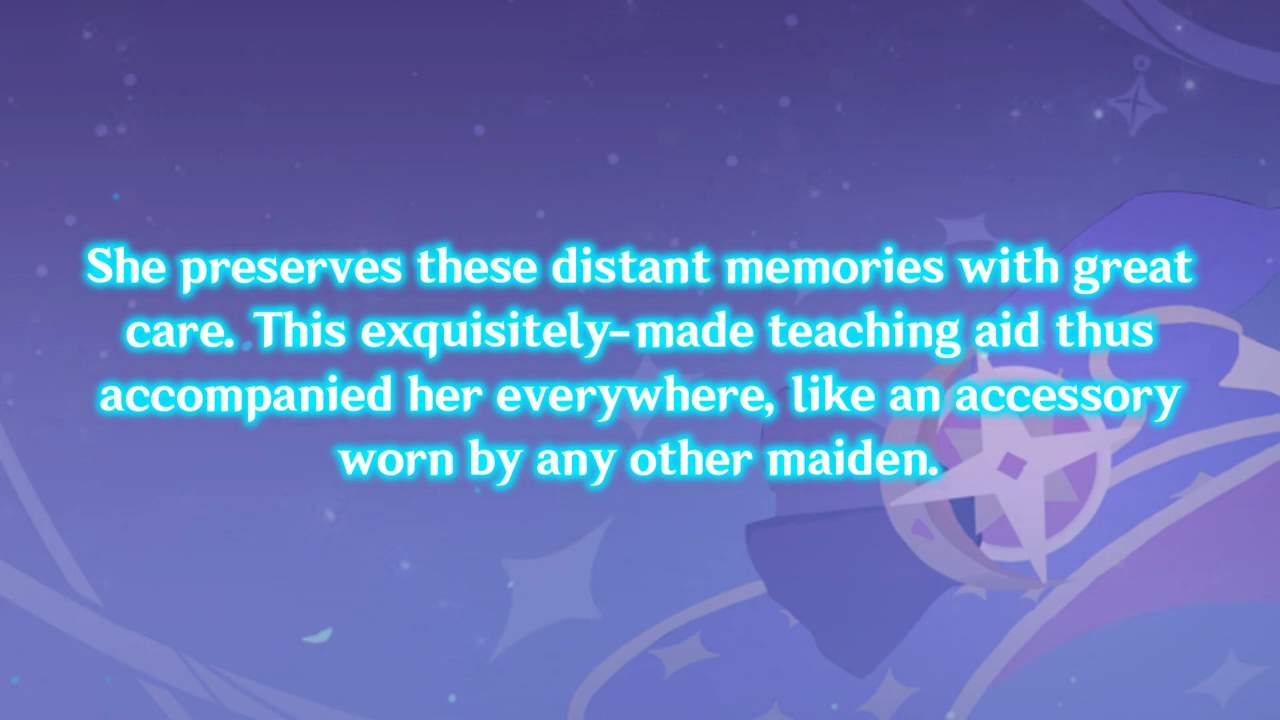 She preserves these distant memories with great
care. This exquisitely-made teaching aid thus
accompanied her everywhere, like an accessory
worn by any other maiden.